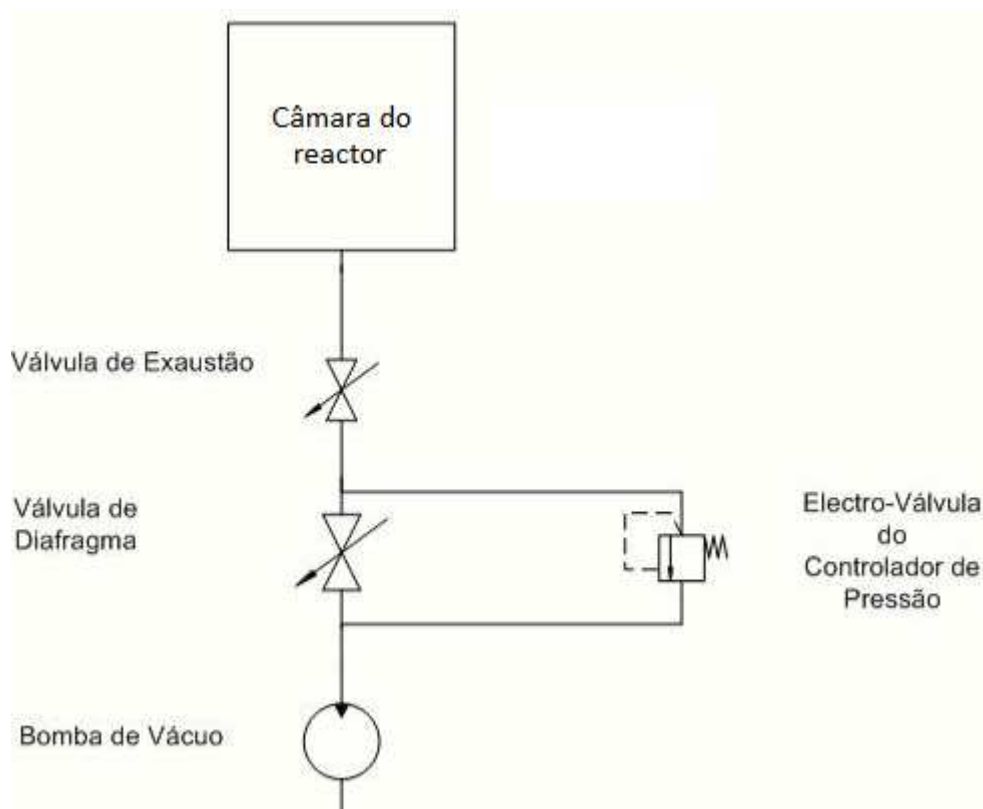 Câmara do
reactor
Válvula de Exaustão
Válvula de
Diafragma
Electro-Válvula
do
Controlador de
Pressão
Bomba de Vácuo